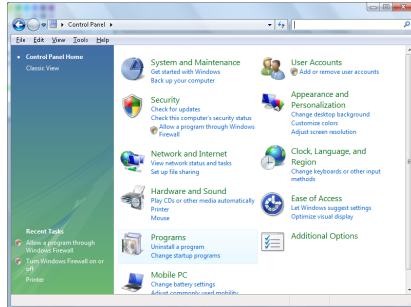 Control Panel
File Edit View Tools Help
Control Panel Home
Classic View
System and Maintenance
Get started with Windows
Back up your computer
Security
Check for updates
Check this computer's security status
Allow a program through Windows
Firewall
Network and Internet
View network status and tasks
Set up file sharing
Hardware and Sound
Play CDs or other media automatically
Printer
Mouse
Programs
Uninstall a program
Change startup programs
Mobile PC
Change battery settings
Adjust commonly used mobility
User Accounts
Add or remove user accounts
Appearance and
Personalization
Change desktop background
Customize colors
Adjust screen resolution
Clock, Language, and
Region
Change keyboards or other input
methods
Ease of Access
Let Windows suggest settings
Optimize visual display
Additional Options
Recent Tasks
Allow a program through
Windows Firewall
Turn Windows Firewall on or
off
Printer